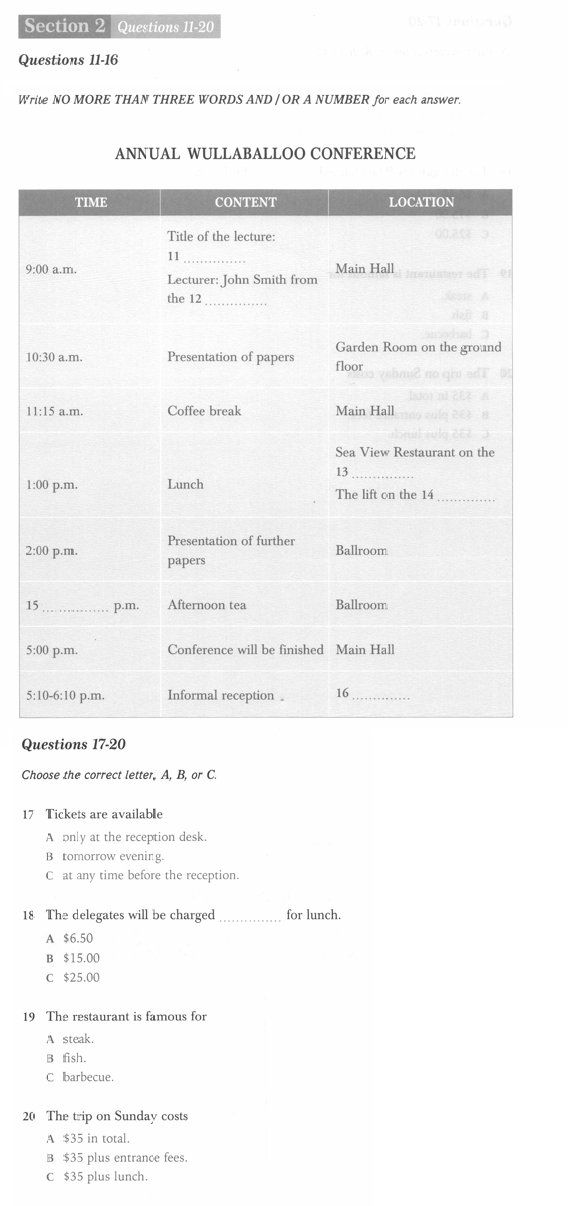 Section 2 Questions 11-20
Questions 11-16
Write NO MORE THAN THREE WORDS AND / OR A NUMBER for each answer.
ANNUAL WULLABALLOO CONFERENCE
TIME CONTENT LOCATION
9:00 a.m.
Title of the lecture:
11 ...............
Lecturer: John Smith from
the 12 ...............
Main Hall
10:30 a.m.
Presentation of papers
Garden Room on the ground
floor
11:15 a.m. Coffee break Main Hall
1:00 p.m.
Lunch
Sea View Restaurant on the
13 ...............
The lift on the 14 ..............
2:00 p.m.
Presentation of further
papers
Ballroom
15 ................ p.m. Afternoon tea Ballroom
5:00 p.m. Conference will be finished Main Hall
5:10-6:10 p.m. Informal reception 16 ..............
Questions 17-20
Choose the correct letter, A, B, or C.
17 Tickets are available
A only at the reception desk.
B tomorrow evening.
C at any time before the reception.
18 The delegates will be charged ............... for lunch.
A $6.50
B $15.00
C $25.00
19 The restaurant is famous for
A steak.
B fish.
C barbecue.
20 The trip on Sunday costs
A $35 in total.
B $35 plus entrance fees.
C $35 plus lunch.